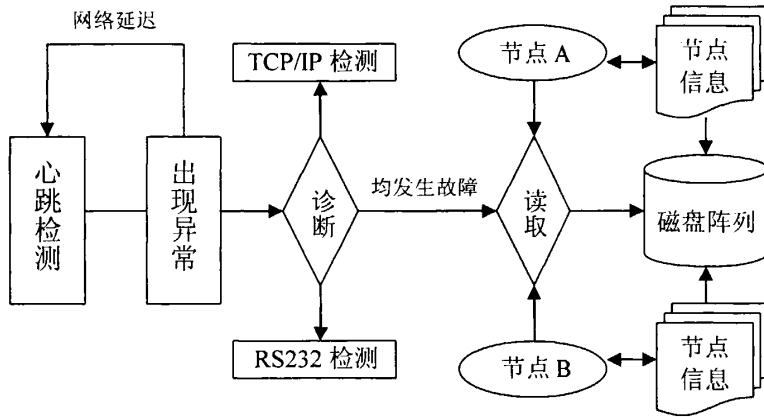 网络延迟
TCP/IP 检测
节点 A
节点
信息
心跳检测
出现异常
诊断
均发生故障
读取
磁盘阵列
RS232 检测
节点 B
节点
信息